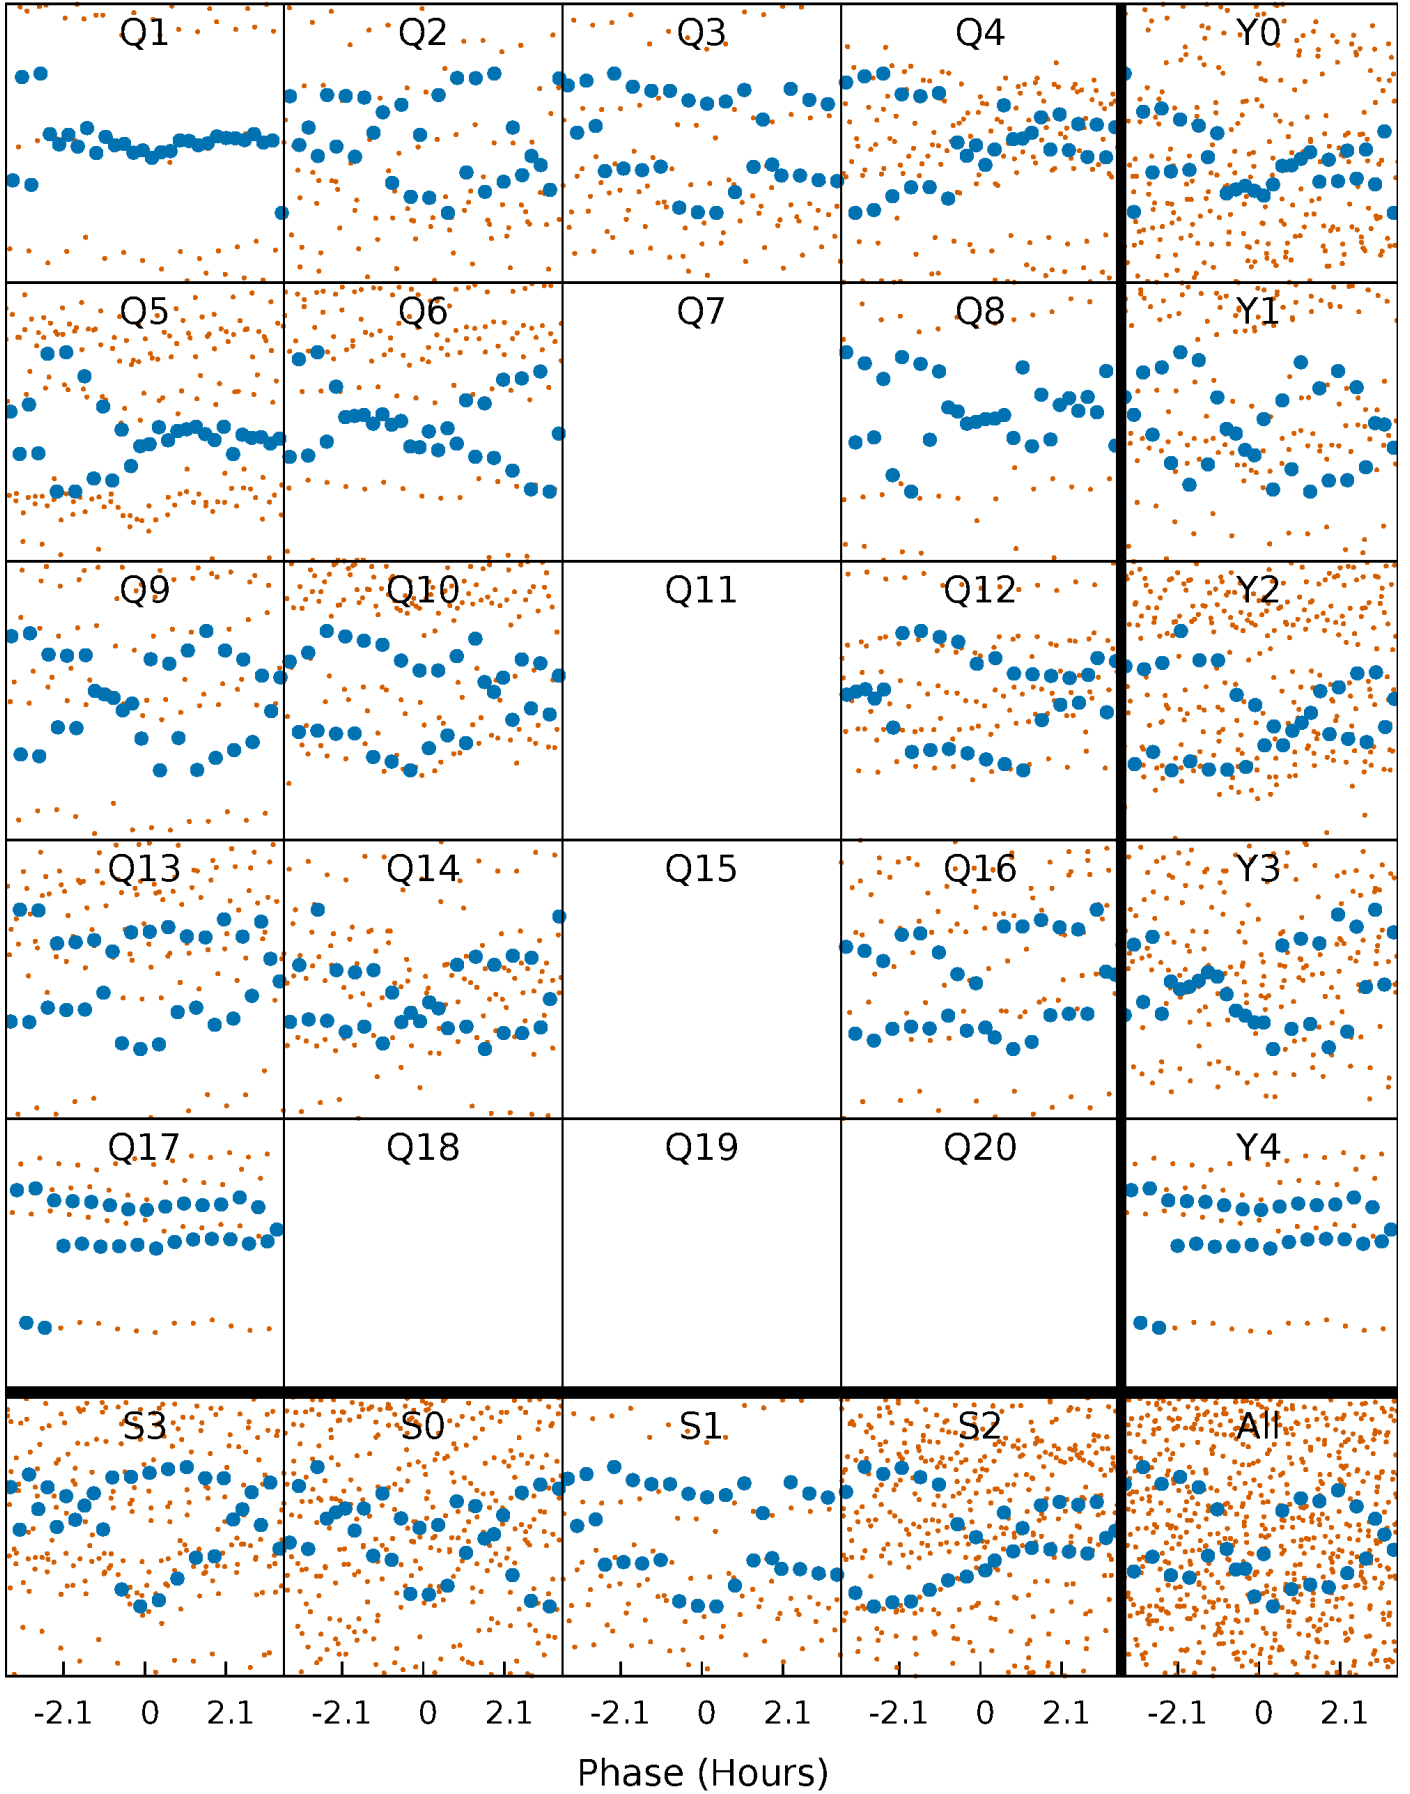 Q1 Q2 Q3 Q4 Y0
Q5 Q6 Q7 Q8 Y1
Q9 Q10 Q11 Q12 Y2
Q13 Q14 Q15 Q16 Y3
Q17 Q18 Q19 Q20 Y4
S3 S0 S1 S2 All
-2.1 0 2.1 -2.1 0 2.1 -2.1 0 2.1 -2.1 0 2.1 -2.1 0 2.1
Phase (Hours)